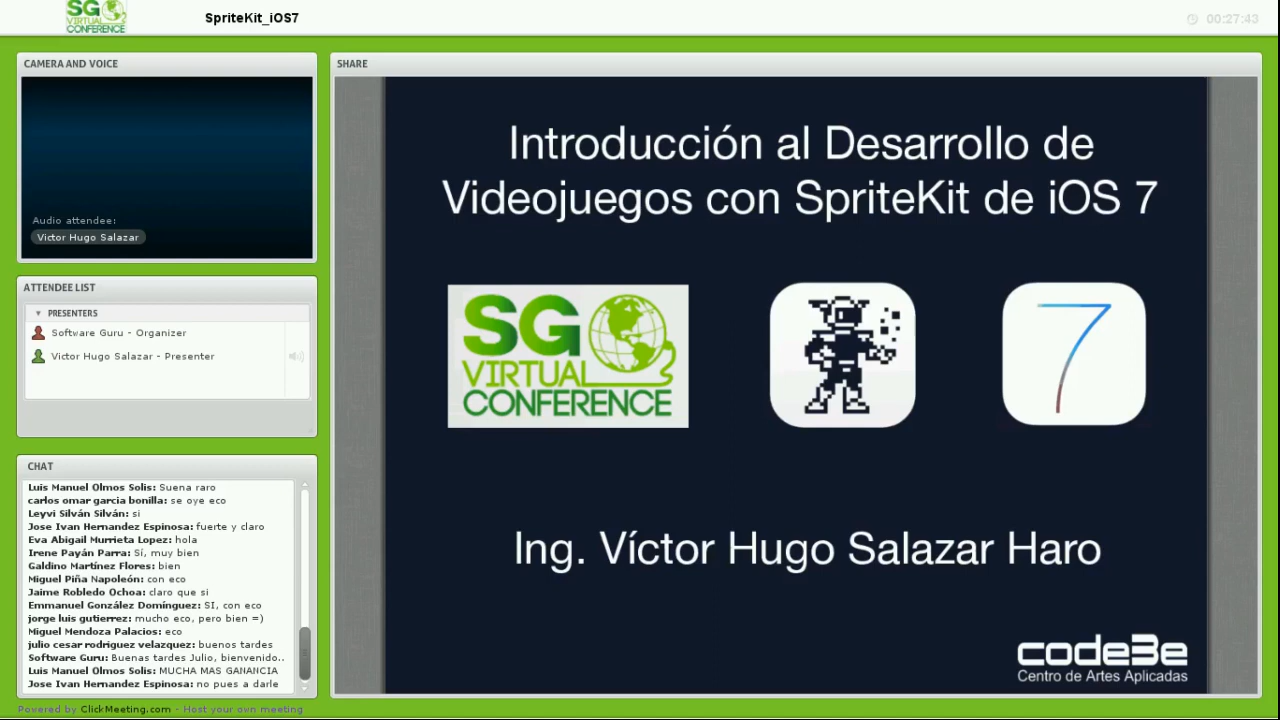 SG
VIRTUAL
CONFERENCE
SpriteKit_iOS7
00:27:43
CAMERA AND VOICE
Audio attendee:
Victor Hugo Salazar
ATTENDEE LIST
PRESENTERS
Software Guru - Organizer
Victor Hugo Salazar - Presenter
CHAT
Luis Manuel Olmos Solis: Suena raro
carlos omar garcia bonilla: se oye eco
Leyvi Silván Silván: si
Jose Ivan Hernandez Espinosa: fuerte y claro
Eva Abigail Murrieta Lopez: hola
Irene Payán Parra: Sí, muy bien
Galdino Martínez Flores: bien
Miguel Piña Napoleón: con eco
Jaime Robledo Ochoa: claro que si
Emmanuel González Domínguez: SI, con eco
jorge luis gutierrez: mucho eco, pero bien =)
Miguel Mendoza Palacios: eco
julio cesar rodriguez velazquez: buenos tardes
Software Guru: Buenas tardes Julio, bienvenido..
Luis Manuel Olmos Solis: MUCHA MAS GANANCIA
Jose Ivan Hernandez Espinosa: no pues a darle
Powered by ClickMeeting.com - Host your own meeting
SHARE
Introducción al Desarrollo de
Videojuegos con SpriteKit de iOS 7
SG
VIRTUAL
CONFERENCE
7
Ing. Víctor Hugo Salazar Haro
code3e
Centro de Artes Aplicadas